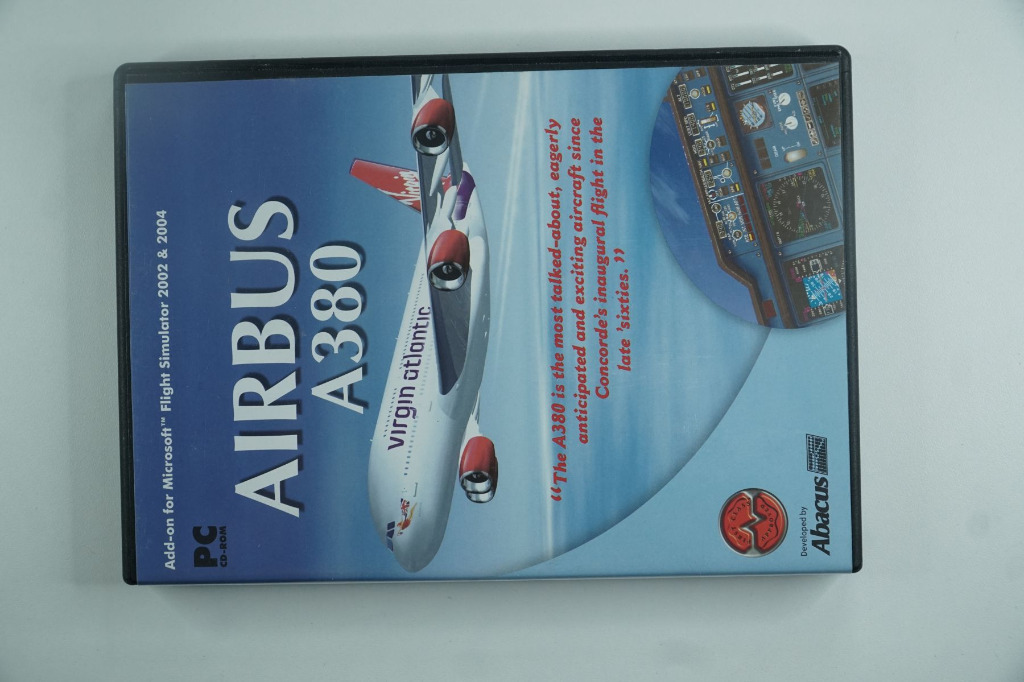 Add-on for Microsoft™ Flight Simulator 2002 & 2004
PC
CD-ROM
AIRBUS
A380
Virgin
virgin atlantic
“The A380 is the most talked-about, eagerly
anticipated and exciting aircraft since
Concorde's inaugural flight in the
late 'sixties.”
Developed by
Abacus